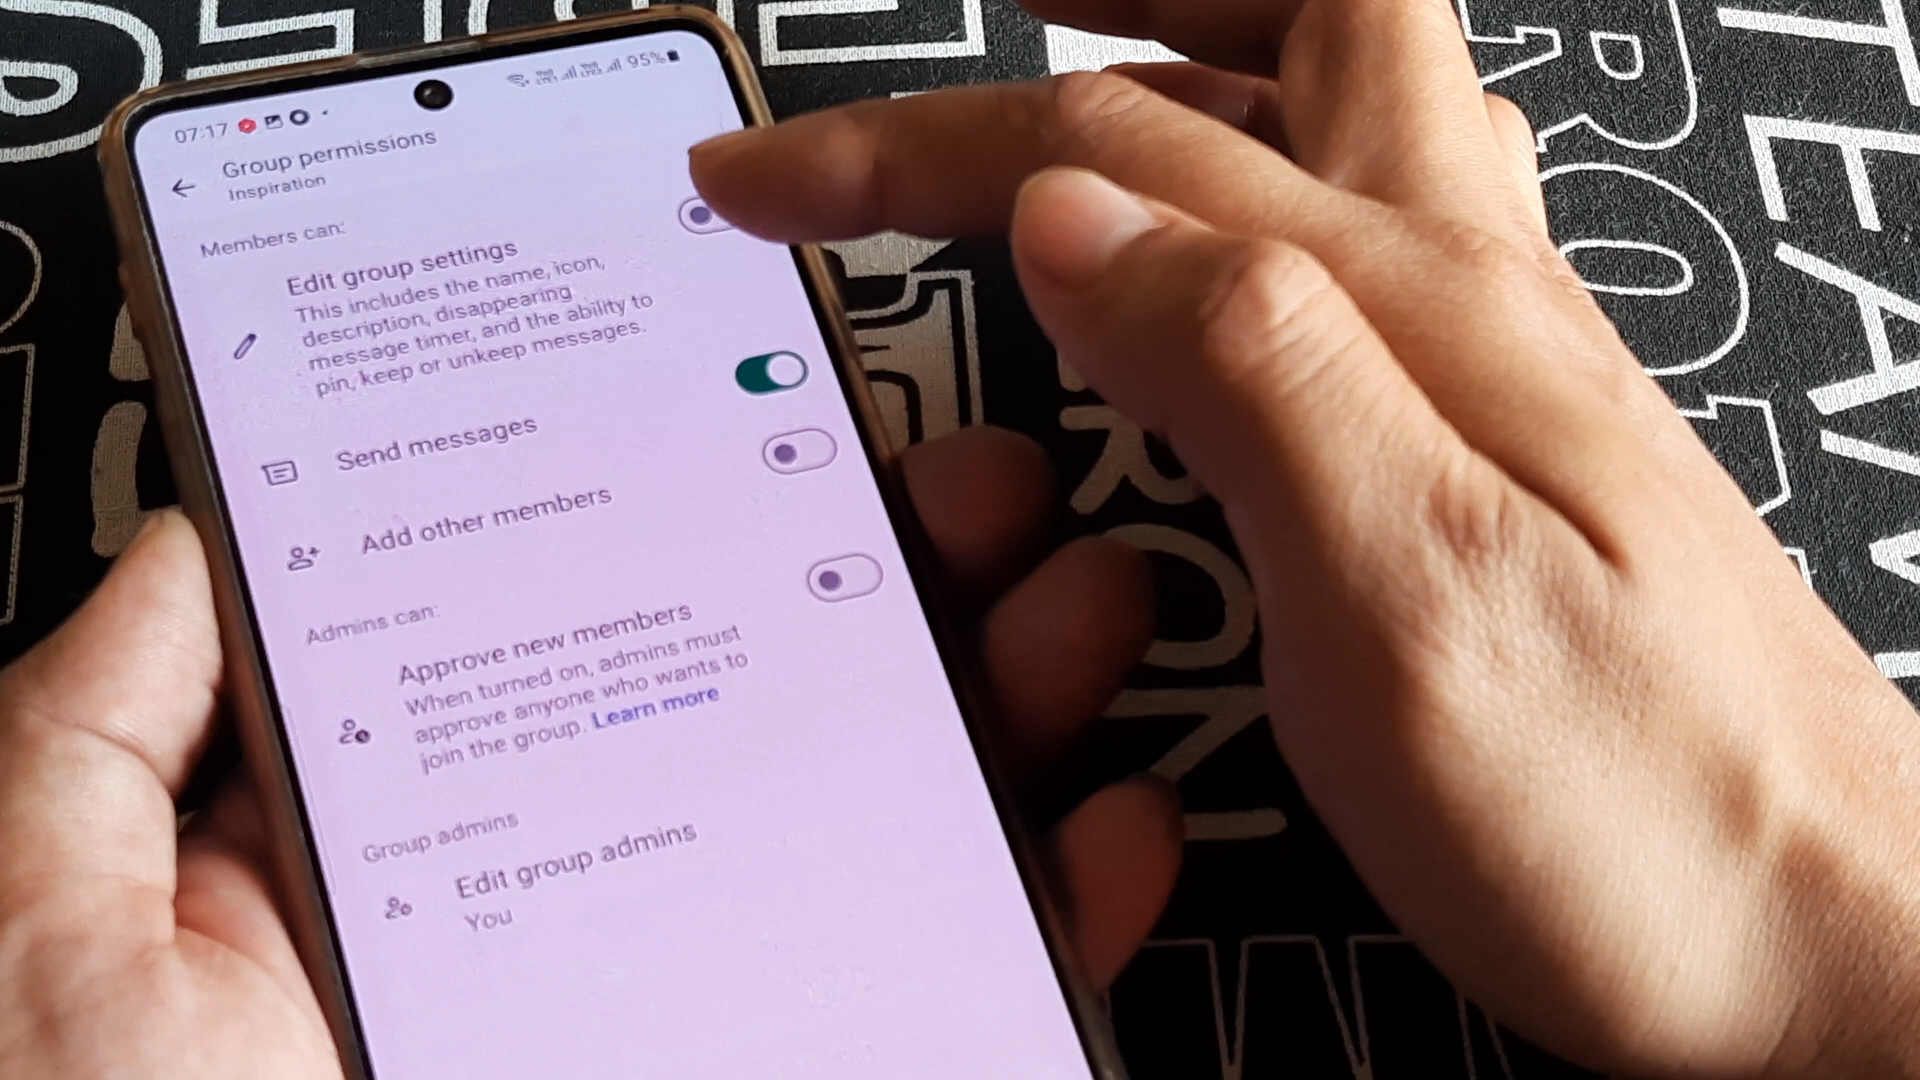 07:17
95%
Group permissions
Inspiration
Members can:
Edit group settings
This includes the name, icon,
description, disappearing
message timer, and the ability to
pin, keep or unkeep messages.
Send messages
Add other members
Admins can:
Approve new members
When turned on, admins must
approve anyone who wants to
join the group. Learn more
Group admins
Edit group admins
You